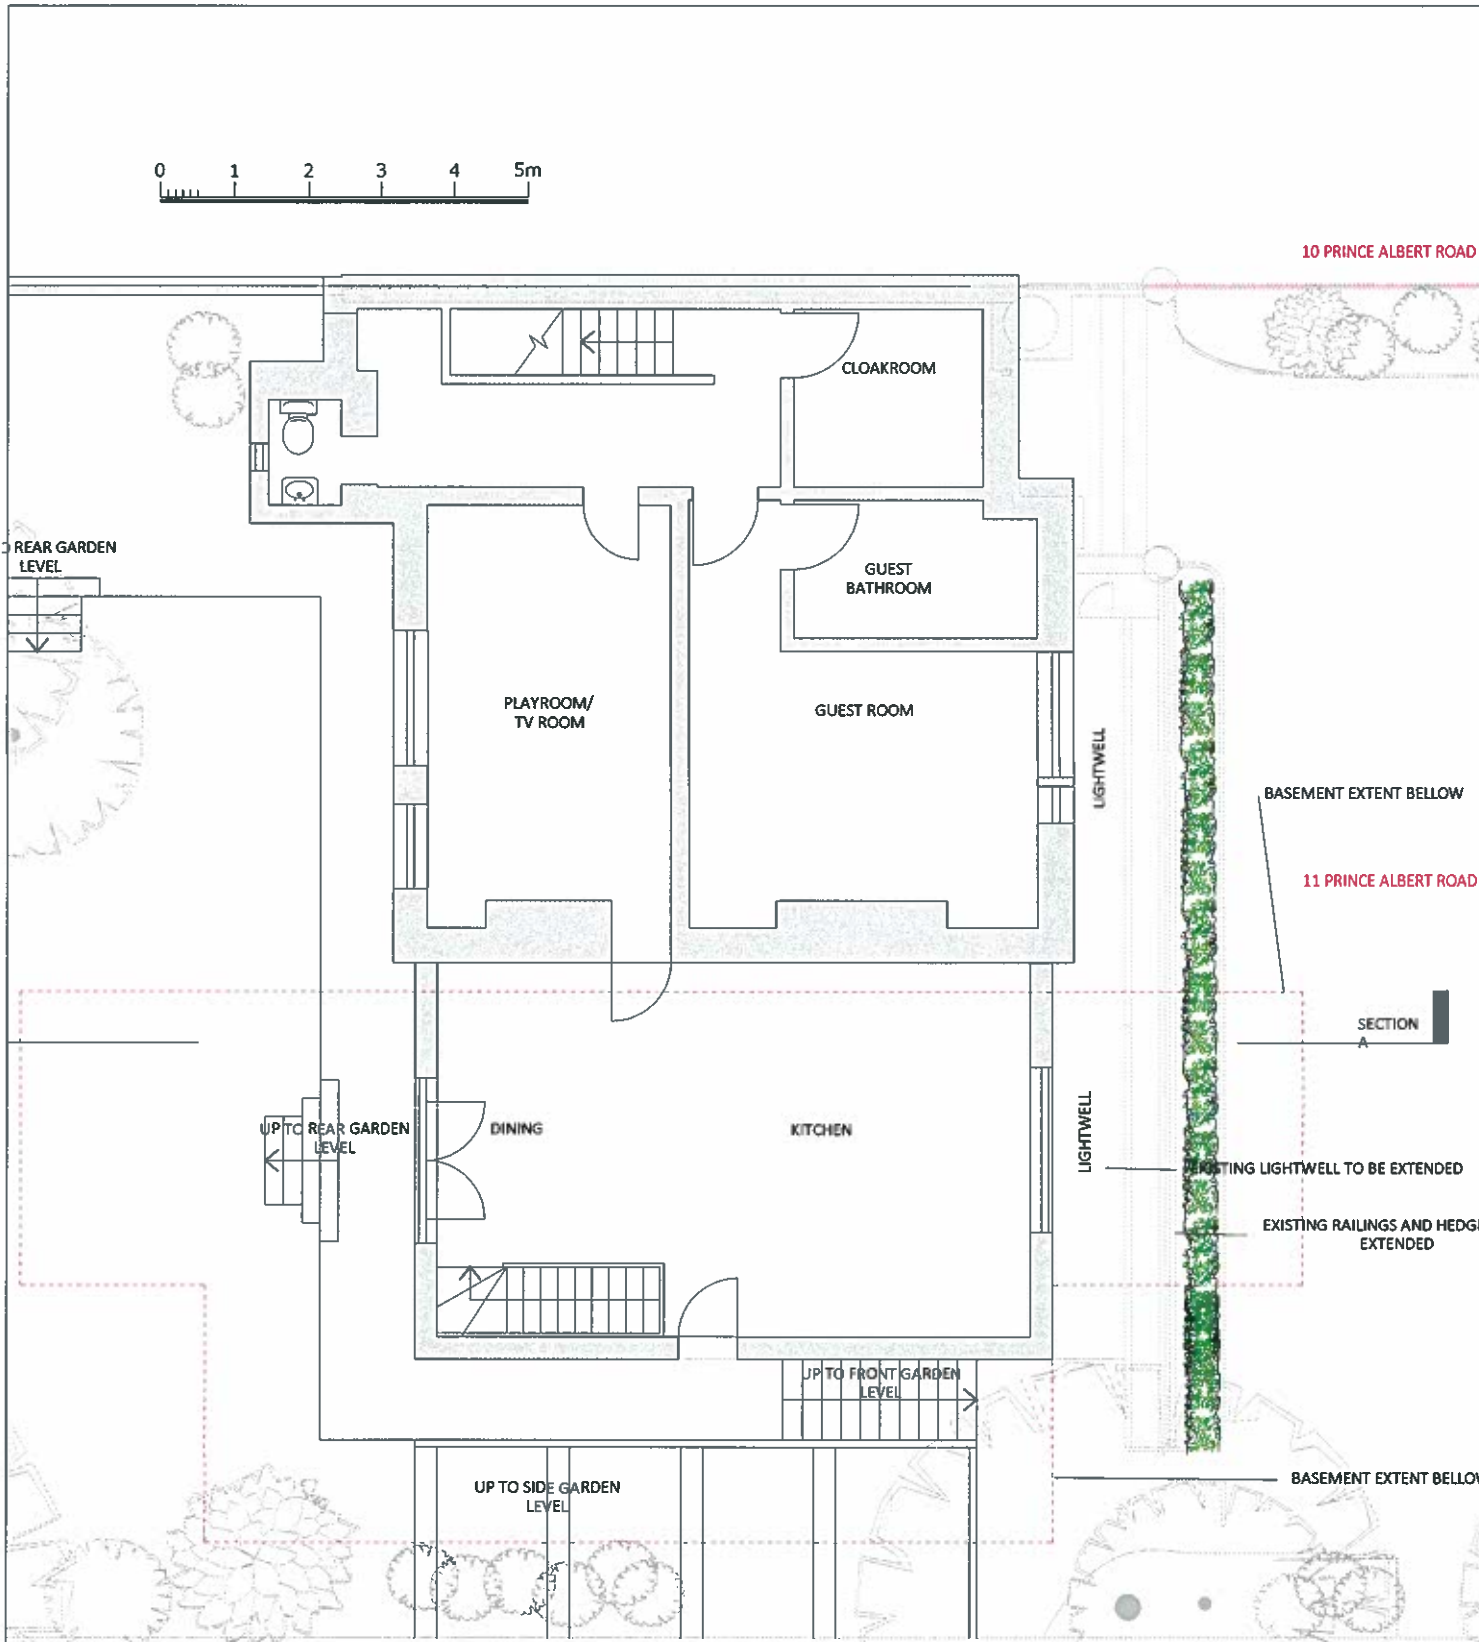 0 1 2 3 4 5m
10 PRINCE ALBERT ROAD
CLOAKROOM
REAR GARDEN
LEVEL
GUEST
BATHROOM
PLAYROOM/
TV ROOM
GUEST ROOM
LIGHTWELL
BASEMENT EXTENT BELLOW
11 PRINCE ALBERT ROAD
SECTION
A
UP TO REAR GARDEN
LEVEL
DINING
KITCHEN
LIGHTWELL
EXISTING LIGHTWELL TO BE EXTENDED
EXISTING RAILINGS AND HEDG
EXTENDED
UP TO FRONT GARDEN
LEVEL
UP TO SIDE GARDEN
LEVEL
BASEMENT EXTENT BELLOW